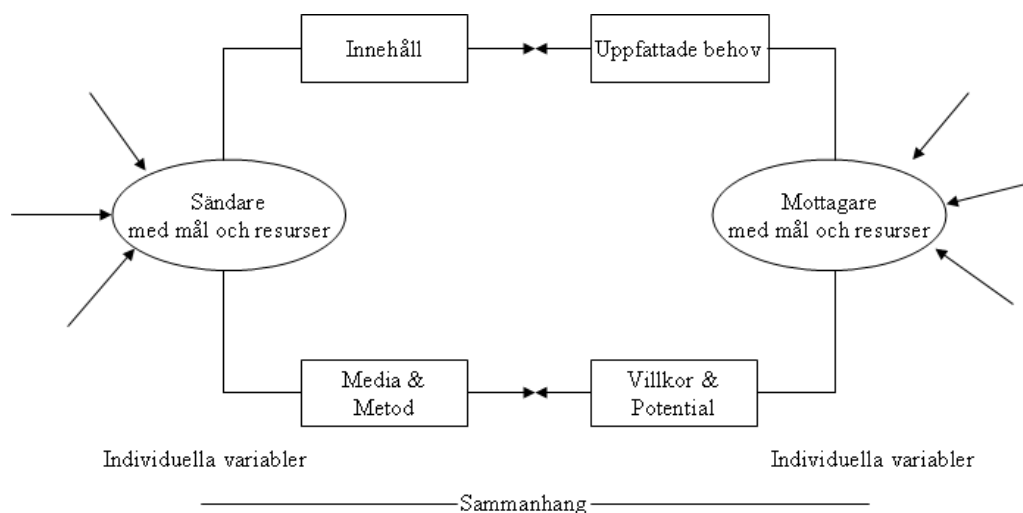 Innehåll
Uppfattade behov
Sändare
med mål och resurser
Mottagare
med mål och resurser
Media &
Metod
Villkor &
Potential
Individuella variabler
Individuella variabler
Sammanhang